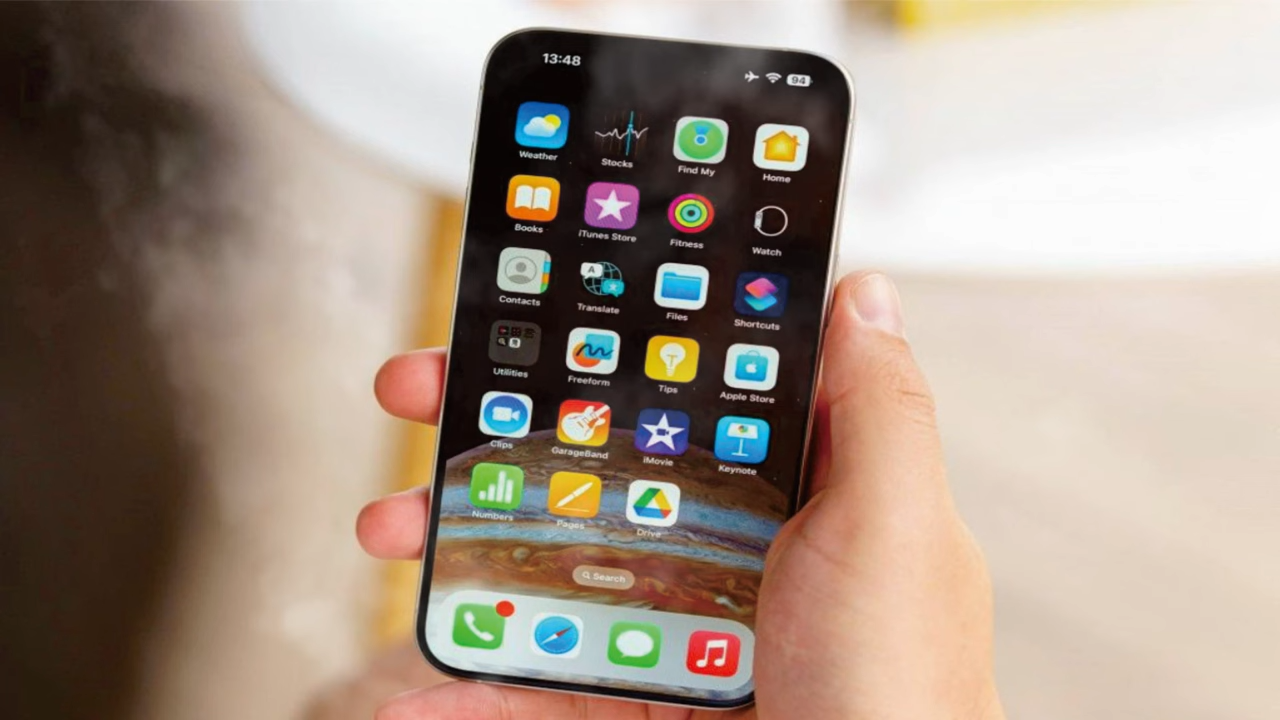 13:48
94
Weather Stocks Find My Home
Books iTunes Store Fitness Watch
Contacts Translate Files Shortcuts
Utilities Freeform Tips Apple Store
Clips GarageBand iMovie Keynote
Numbers Pages Drive
Search